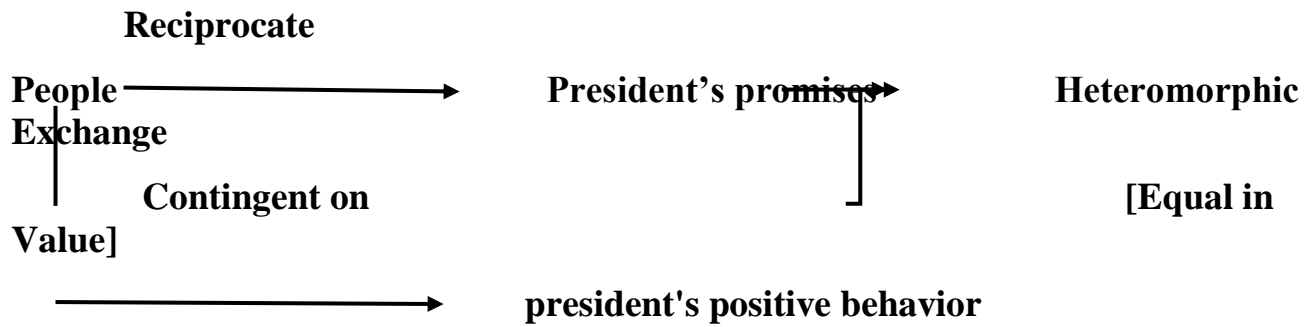 Reciprocate
People President’s promises Heteromorphic
Exchange
Contingent on [Equal in
Value]
president's positive behavior